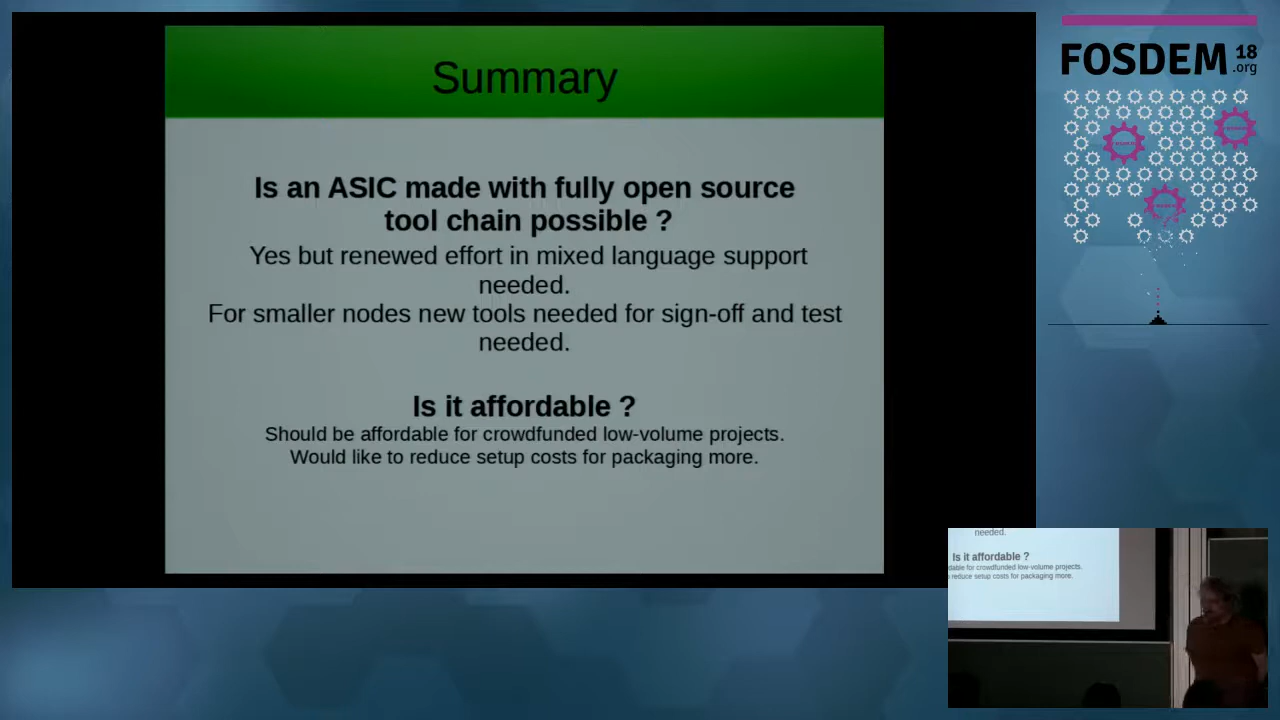 Summary
Is an ASIC made with fully open source
tool chain possible ?
Yes but renewed effort in mixed language support
needed.
For smaller nodes new tools needed for sign-off and test
needed.
Is it affordable ?
Should be affordable for crowdfunded low-volume projects.
Would like to reduce setup costs for packaging more.
FOSDEM 18
.org
needed.
Is it affordable ?
dable for crowdfunded low-volume projects.
reduce setup costs for packaging more.